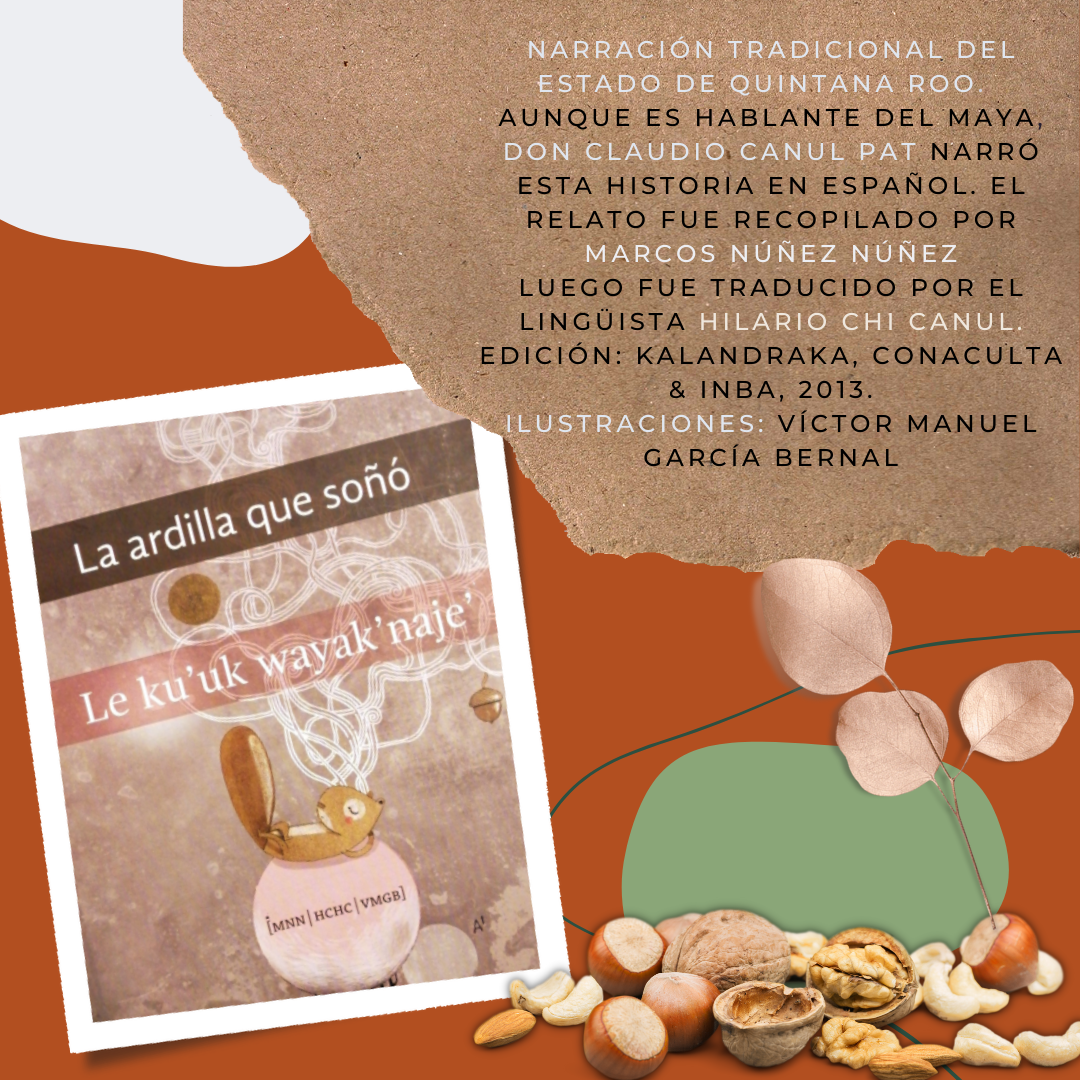 NARRACIÓN TRADICIONAL DEL
ESTADO DE QUINTANA ROO.
AUNQUE ES HABLANTE DEL MAYA,
DON CLAUDIO CANUL PAT NARRÓ
ESTA HISTORIA EN ESPAÑOL. EL
RELATO FUE RECOPILADO POR
MARCOS NÚÑEZ NÚÑEZ
LUEGO FUE TRADUCIDO POR EL
LINGÜISTA HILARIO CHI CANUL.
EDICIÓN: KALANDRAKA, CONACULTA
& INBA, 2013.
ILUSTRACIONES: VÍCTOR MANUEL
GARCÍA BERNAL
La ardilla que soñó
Le ku'uk wayak'naje'
[MNN|HCHC|VMGB]